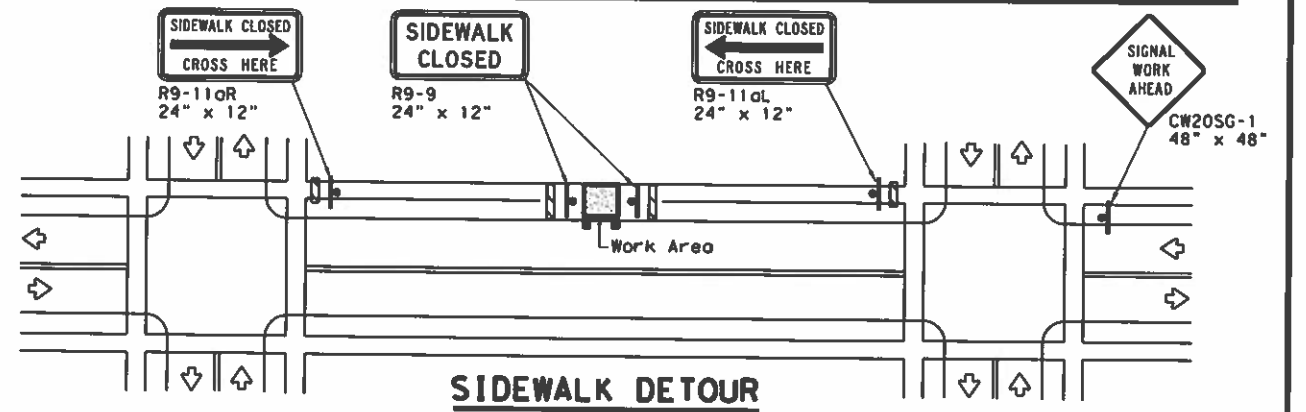 SIDEWALK CLOSED
CROSS HERE
R9-11aR
24" x 12"
SIDEWALK
CLOSED
R9-9
24" x 12"
SIDEWALK CLOSED
CROSS HERE
R9-11aL
24" x 12"
SIGNAL
WORK
AHEAD
CW20SG-1
48" x 48"
Work Area
SIDEWALK DETOUR